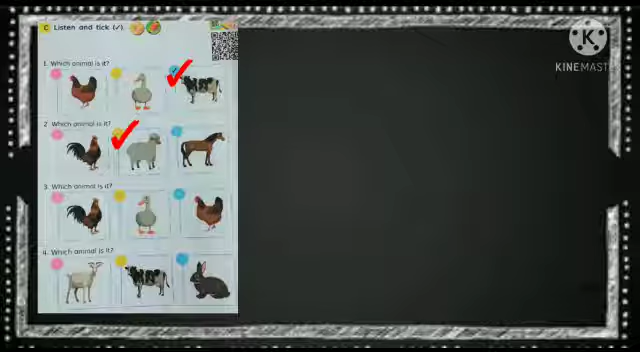 C Listen and tick (✓).
K
KINEMASTER
1. Which animal is it?
2. Which animal is it?
3. Which animal is it?
4. Which animal is it?